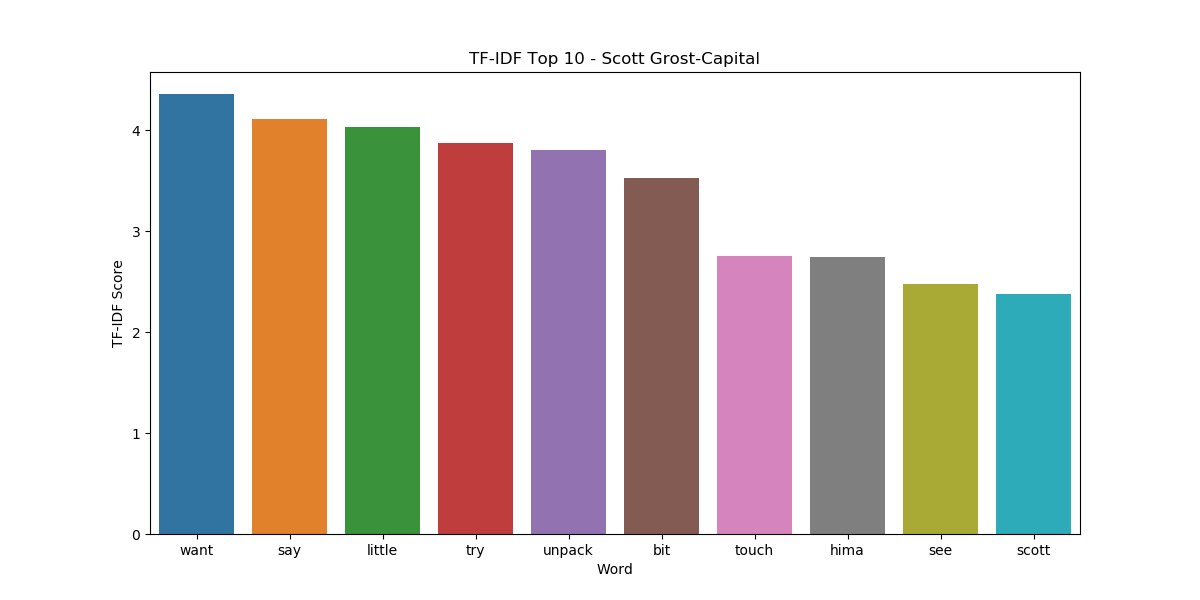 TF-IDF Top 10 - Scott Grost-Capital
TF-IDF Score
4
3
2
1
0
want say little try unpack bit touch hima see scott
Word